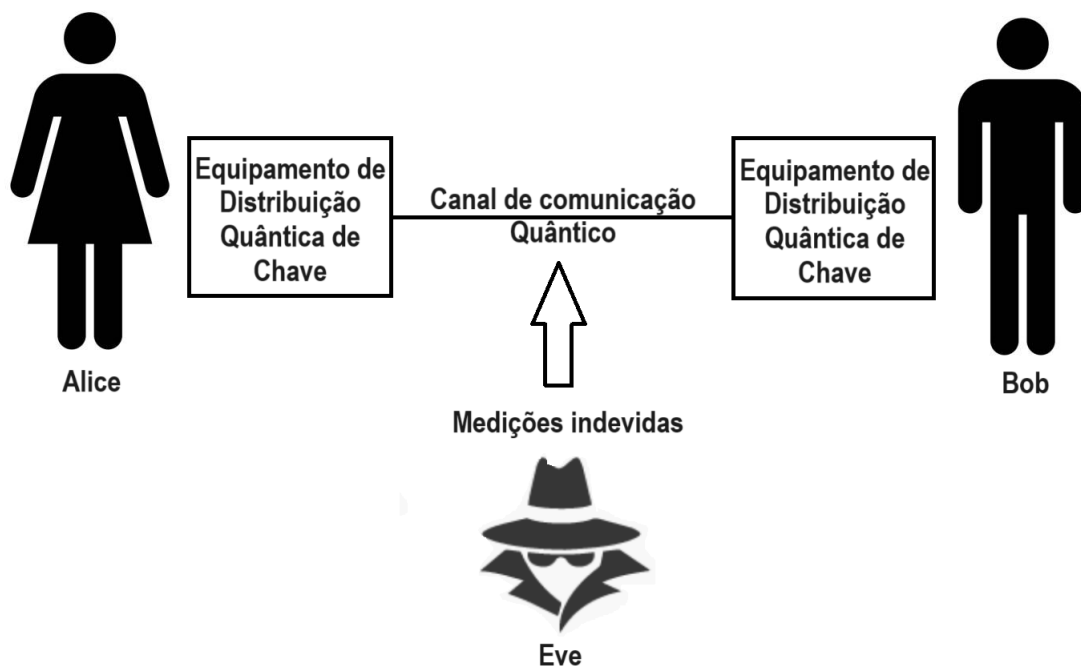 Equipamento de
Distribuição
Quântica de
Chave
Canal de comunicação
Quântico
Equipamento de
Distribuição
Quântica de
Chave
Alice
Bob
Medições indevidas
Eve